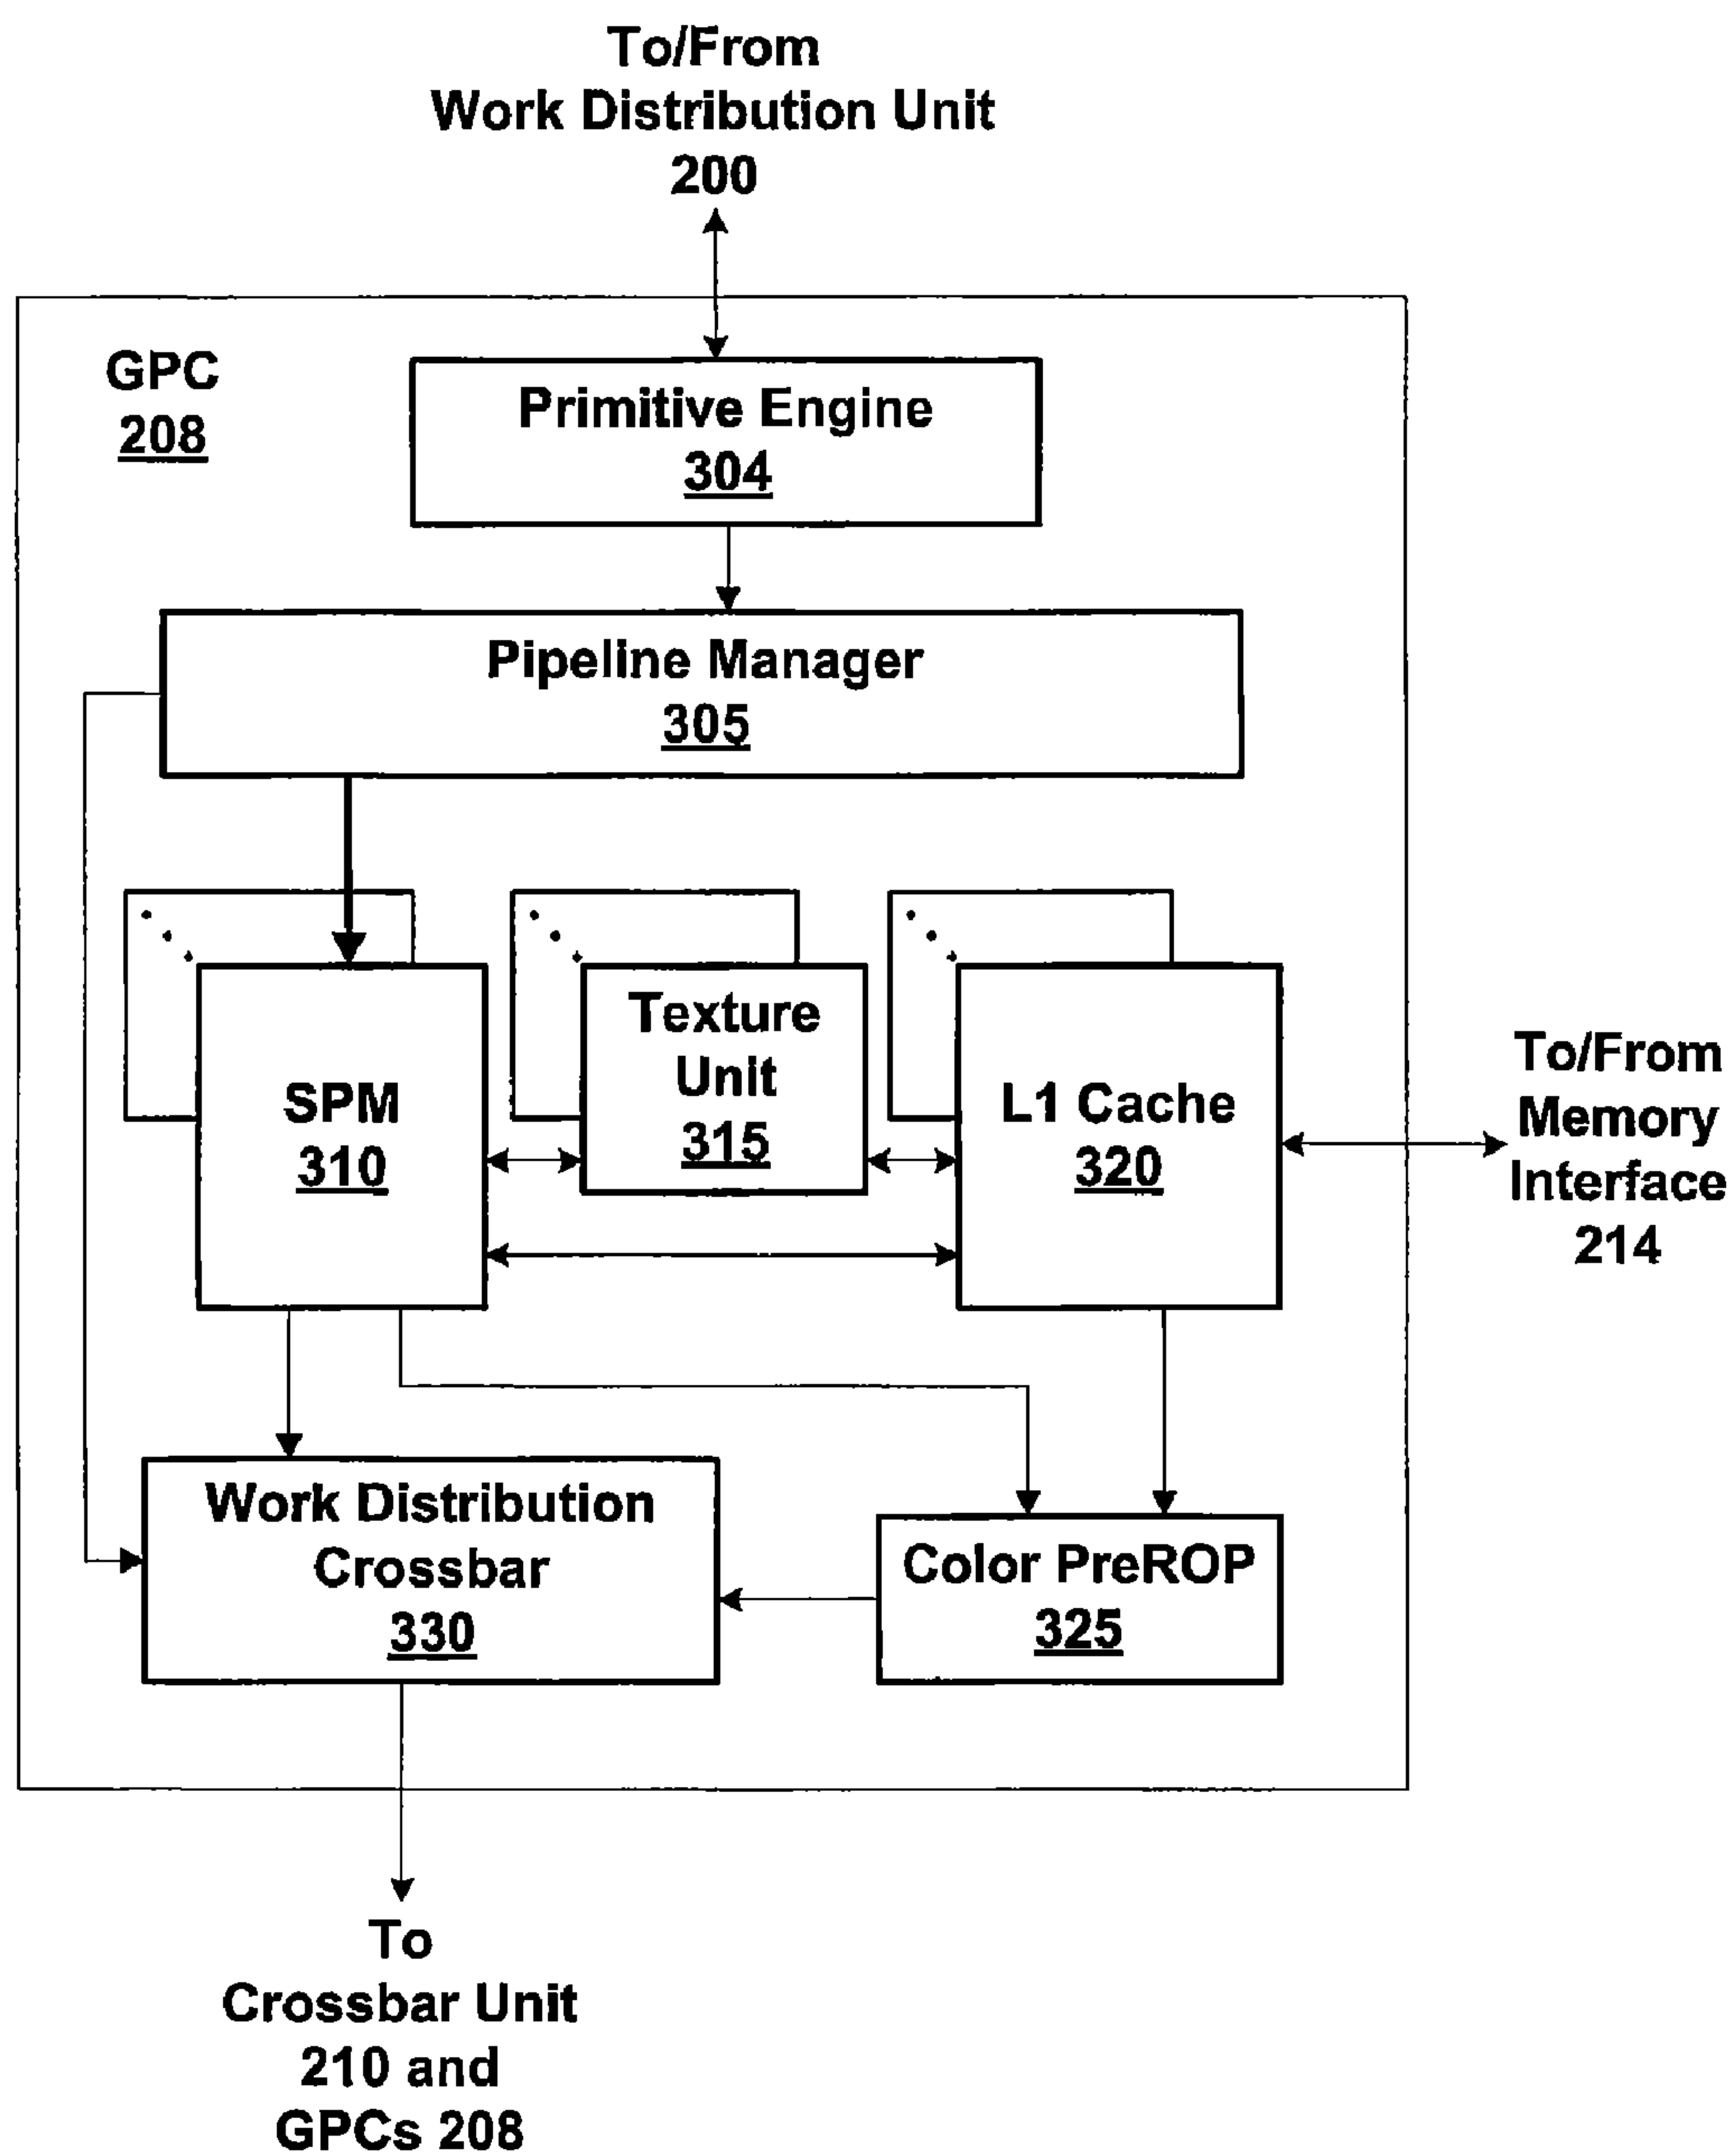 To/From
Work Distribution Unit
200
GPC
208
Primitive Engine
304
Pipeline Manager
305
SPM
310
Texture
Unit
315
L1 Cache
320
To/From
Memory
Interface
214
Work Distribution
Crossbar
330
Color PreROP
325
To
Crossbar Unit
210 and
GPCs 208